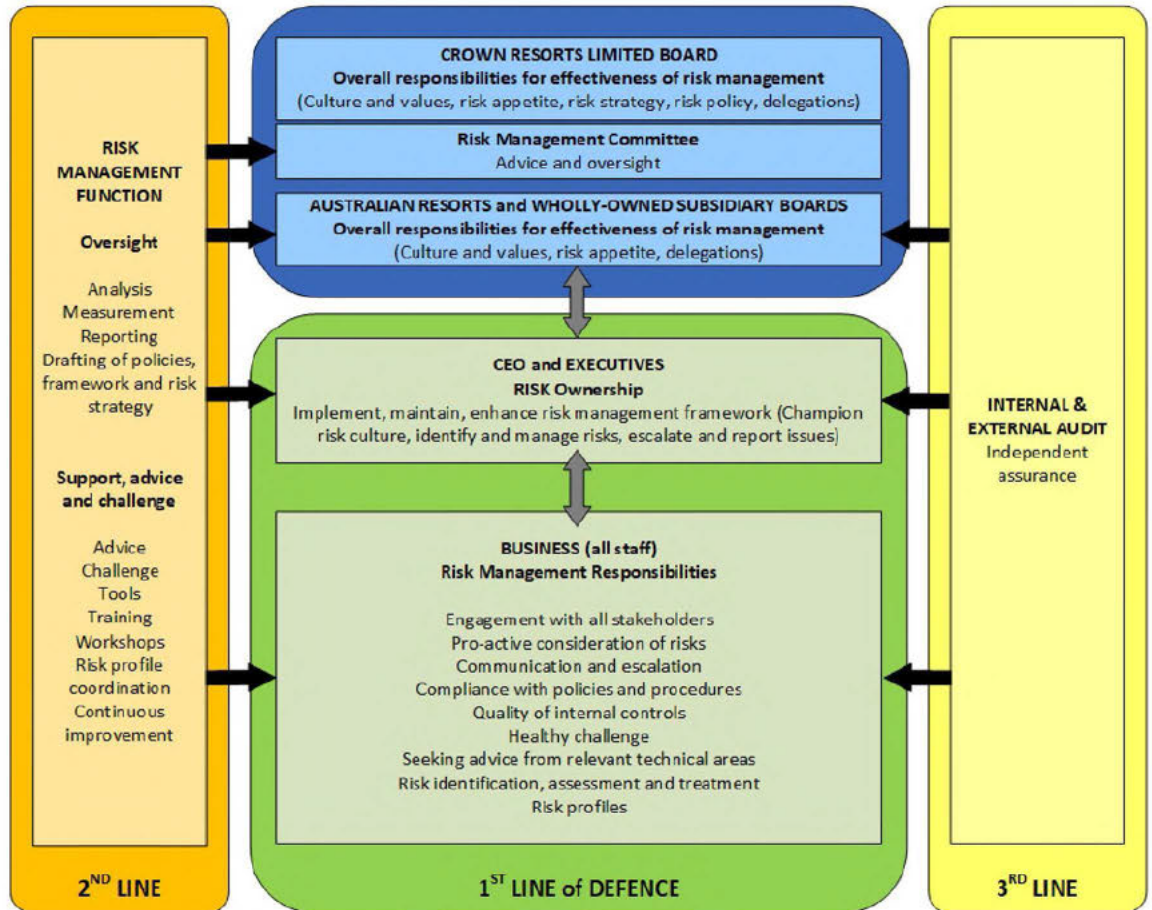 RISK
MANAGEMENT
FUNCTION
Oversight
Analysis
Measurement
Reporting
Drafting of policies,
framework and risk
strategy
Support, advice
and challenge
Advice
Challenge
Tools
Training
Workshops
Risk profile
coordination
Continuous
improvement
2ND LINE
CROWN RESORTS LIMITED BOARD
Overall responsibilities for effectiveness of risk management
(Culture and values, risk appetite, risk strategy, risk policy, delegations)
Risk Management Committee
Advice and oversight
AUSTRALIAN RESORTS and WHOLLY-OWNED SUBSIDIARY BOARDS
Overall responsibilities for effectiveness of risk management
(Culture and values, risk appetite, delegations)
CEO and EXECUTIVES
RISK Ownership
Implement, maintain, enhance risk management framework (Champion
risk culture, identify and manage risks, escalate and report issues)
BUSINESS (all staff)
Risk Management Responsibilities
Engagement with all stakeholders
Pro-active consideration of risks
Communication and escalation
Compliance with policies and procedures
Quality of internal controls
Healthy challenge
Seeking advice from relevant technical areas
Risk identification, assessment and treatment
Risk profiles
1ST LINE of DEFENCE
INTERNAL &
EXTERNAL AUDIT
Independent
assurance
3RD LINE